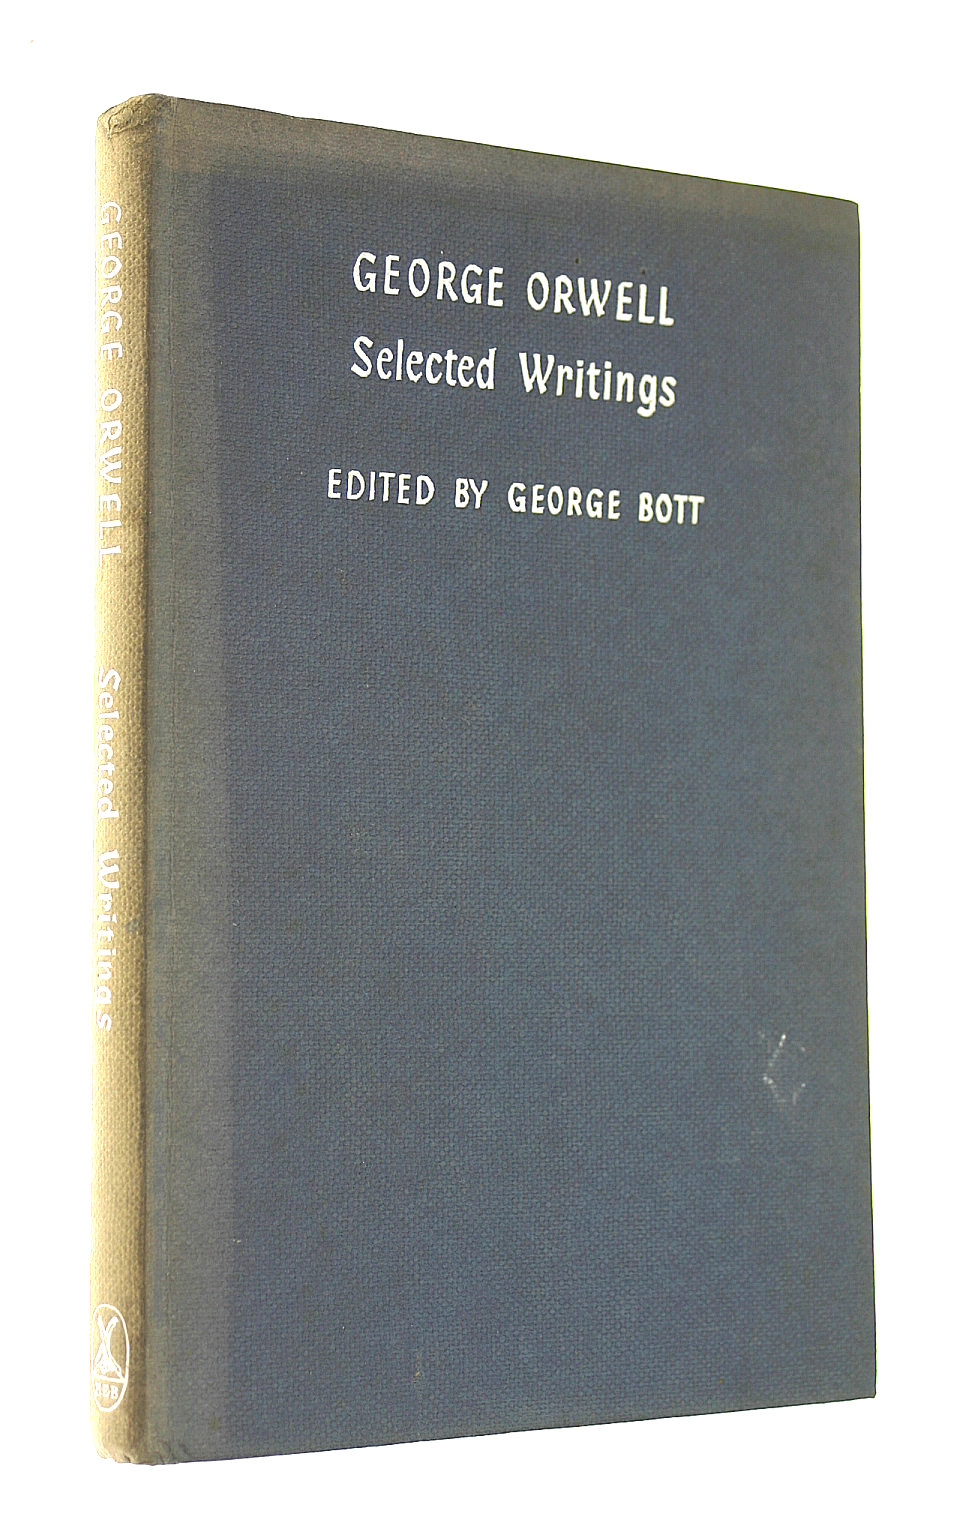 GEORGE ORWELL
Selected Writings
EDITED BY GEORGE BOTT
GEORGE ORWELL Selected Writings